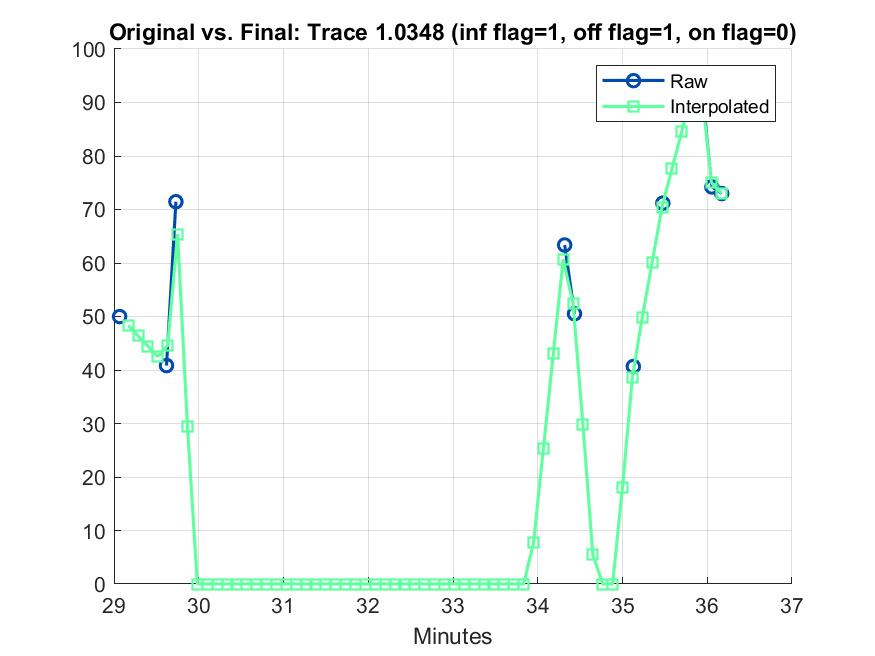 Original vs. Final: Trace 1.0348 (inf flag=1, off flag=1, on flag=0)
100
90
80
70
60
50
40
30
20
10
0
Raw
Interpolated
29 30 31 32 33 34 35 36 37
Minutes